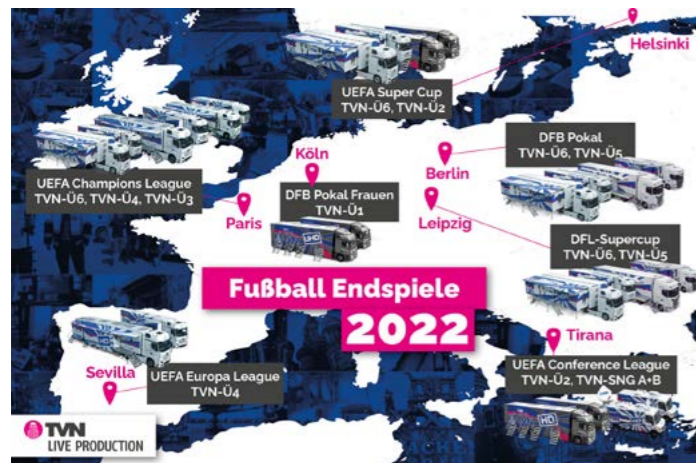 Helsinki
UEFA Super Cup
TVN-Ü6, TVN-Ü2
DFB Pokal
TVN-Ü6, TVN-Ü5
Köln
Berlin
UEFA Champions League
TVN-Ü6, TVN-Ü4, TVN-Ü3
DFB Pokal Frauen
TVN-Ü1
Paris
Leipzig
DFL-Supercup
TVN-Ü6, TVN-Ü5
UHD
Fußball Endspiele
2022
Tirana
UEFA Conference League
TVN-Ü2, TVN-SNG A+B
Sevilla
UEFA Europa League
TVN-Ü4
HD
TVN
LIVE PRODUCTION